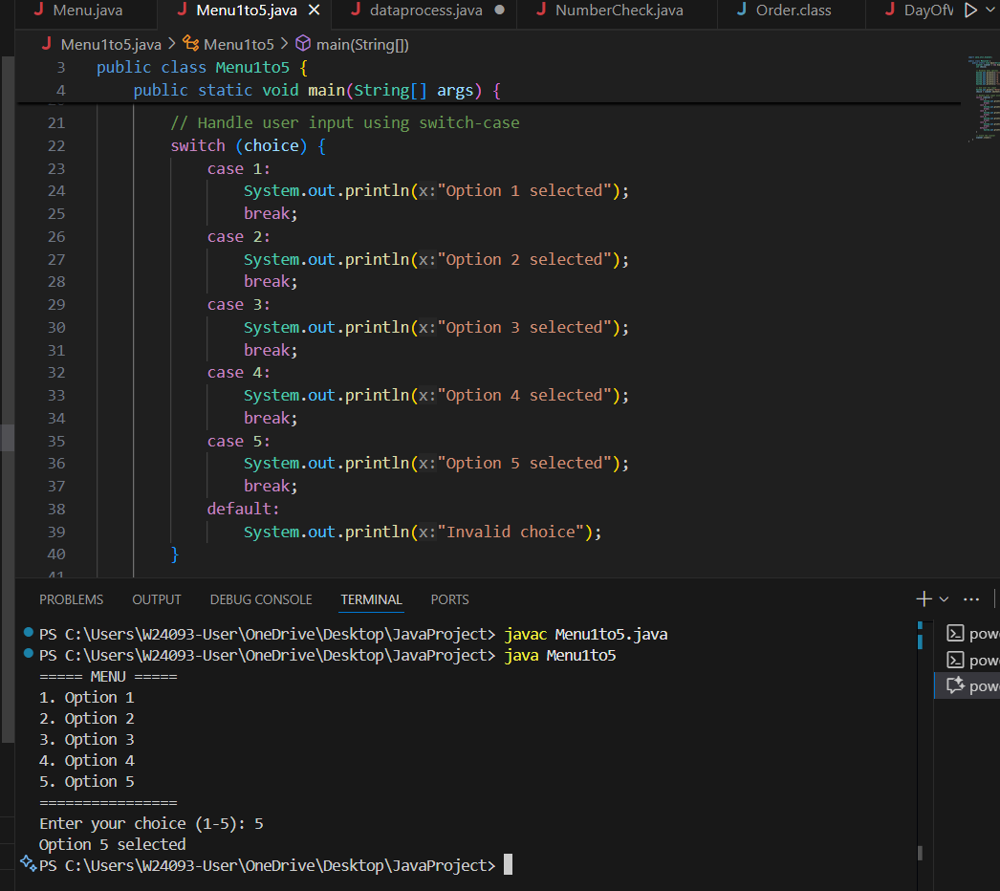 Menu.java
Menu1to5.java
dataprocess.java
NumberCheck.java
Order.class
Menu1to5.java > Menu1to5 > main(String[])
3 public class Menu1to5 {
4 public static void main(String[] args) {
21 // Handle user input using switch-case
22 switch (choice) {
23 case 1:
24 System.out.println(x:"Option 1 selected");
25 break;
26 case 2:
27 System.out.println(x:"Option 2 selected");
28 break;
29 case 3:
30 System.out.println(x:"Option 3 selected");
31 break;
32 case 4:
33 System.out.println(x:"Option 4 selected");
34 break;
35 case 5:
36 System.out.println(x:"Option 5 selected");
37 break;
38 default:
39 System.out.println(x:"Invalid choice");
40 }
41
PROBLEMS OUTPUT DEBUG CONSOLE TERMINAL PORTS
PS C:\Users\W24093-User\OneDrive\Desktop\JavaProject> javac Menu1to5.java
PS C:\Users\W24093-User\OneDrive\Desktop\JavaProject> java Menu1to5
===== MENU =====
1. Option 1
2. Option 2
3. Option 3
4. Option 4
5. Option 5
================
Enter your choice (1-5): 5
Option 5 selected
PS C:\Users\W24093-User\OneDrive\Desktop\JavaProject>